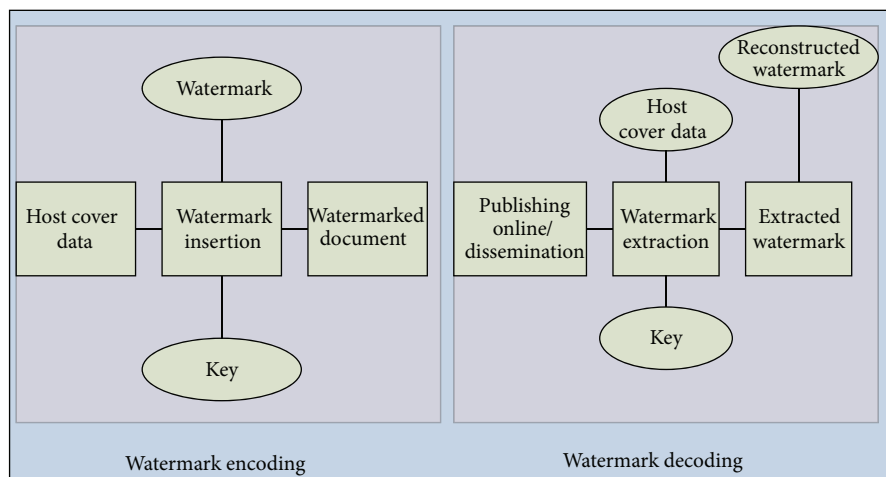 Watermark
Host cover
data
Watermark
insertion
Watermarked
document
Key
Watermark encoding
Reconstructed
watermark
Host
cover data
Publishing
online/
dissemination
Watermark
extraction
Extracted
watermark
Key
Watermark decoding